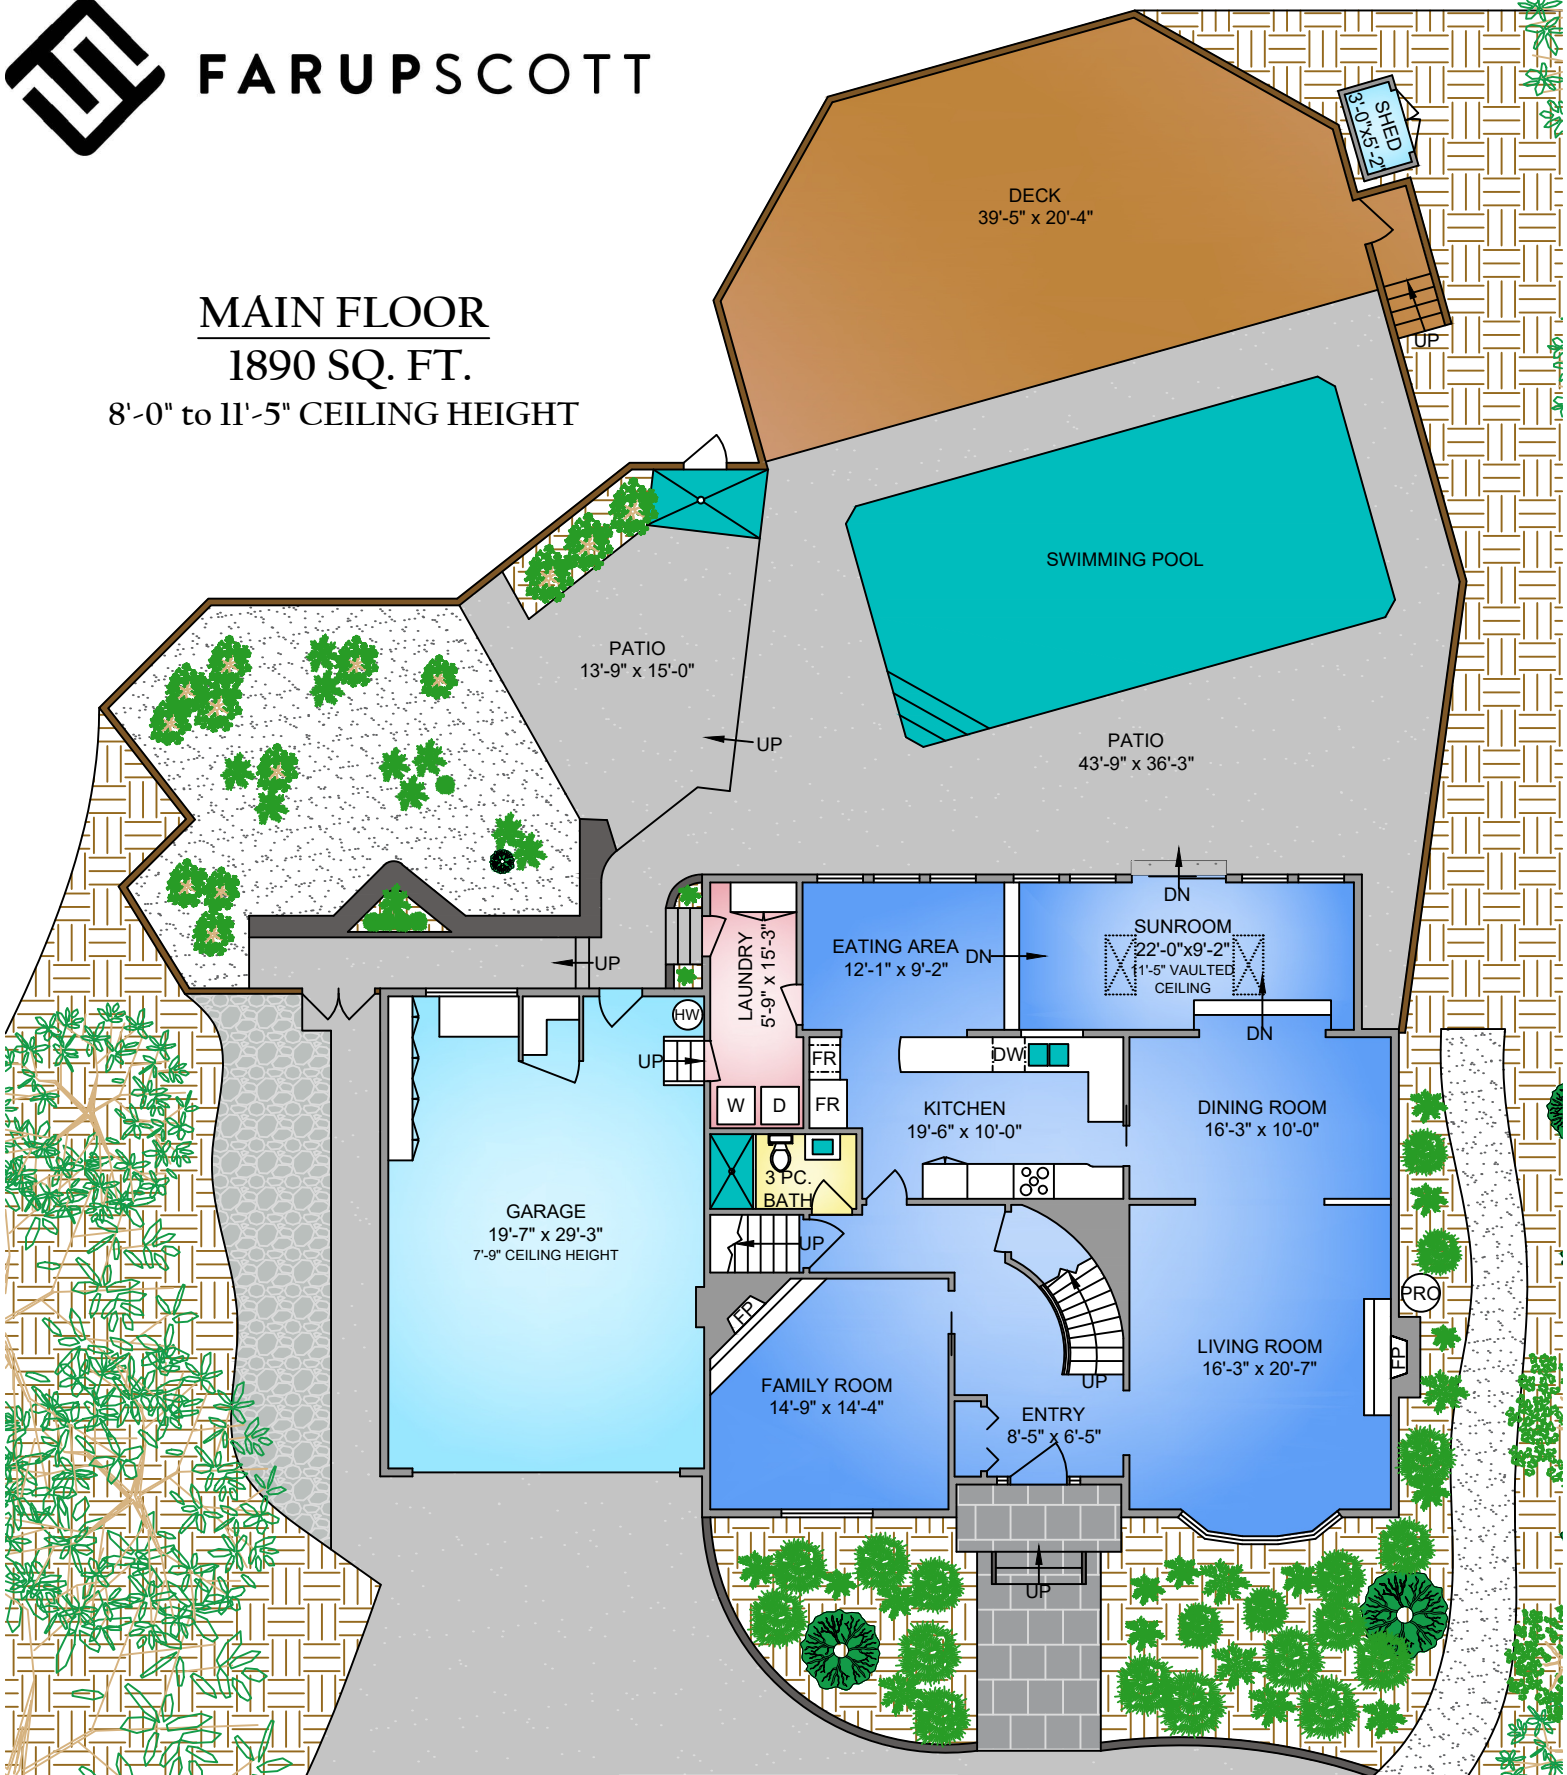 FARUPSCOTT
MAIN FLOOR
1890 SQ. FT.
8'-0" to 11'-5" CEILING HEIGHT
SHED
3'-0"x5'-2"
DECK
39'-5" x 20'-4"
UP
SWIMMING POOL
PATIO
13'-9" x 15'-0"
UP
PATIO
43'-9" x 36'-3"
DN
SUNROOM
22'-0"x9'-2"
11'-5" VAULTED
CEILING
EATING AREA
12'-1" x 9'-2"
DN
LAUNDRY
5'-9" x 15'-3"
UP
HW
DN
UP
FR
DW
W
D
FR
KITCHEN
19'-6" x 10'-0"
DINING ROOM
16'-3" x 10'-0"
3 PC.
BATH
GARAGE
19'-7" x 29'-3"
7'-9" CEILING HEIGHT
UP
PRO
FP
LIVING ROOM
16'-3" x 20'-7"
FP
UP
FAMILY ROOM
14'-9" x 14'-4"
ENTRY
8'-5" x 6'-5"
UP